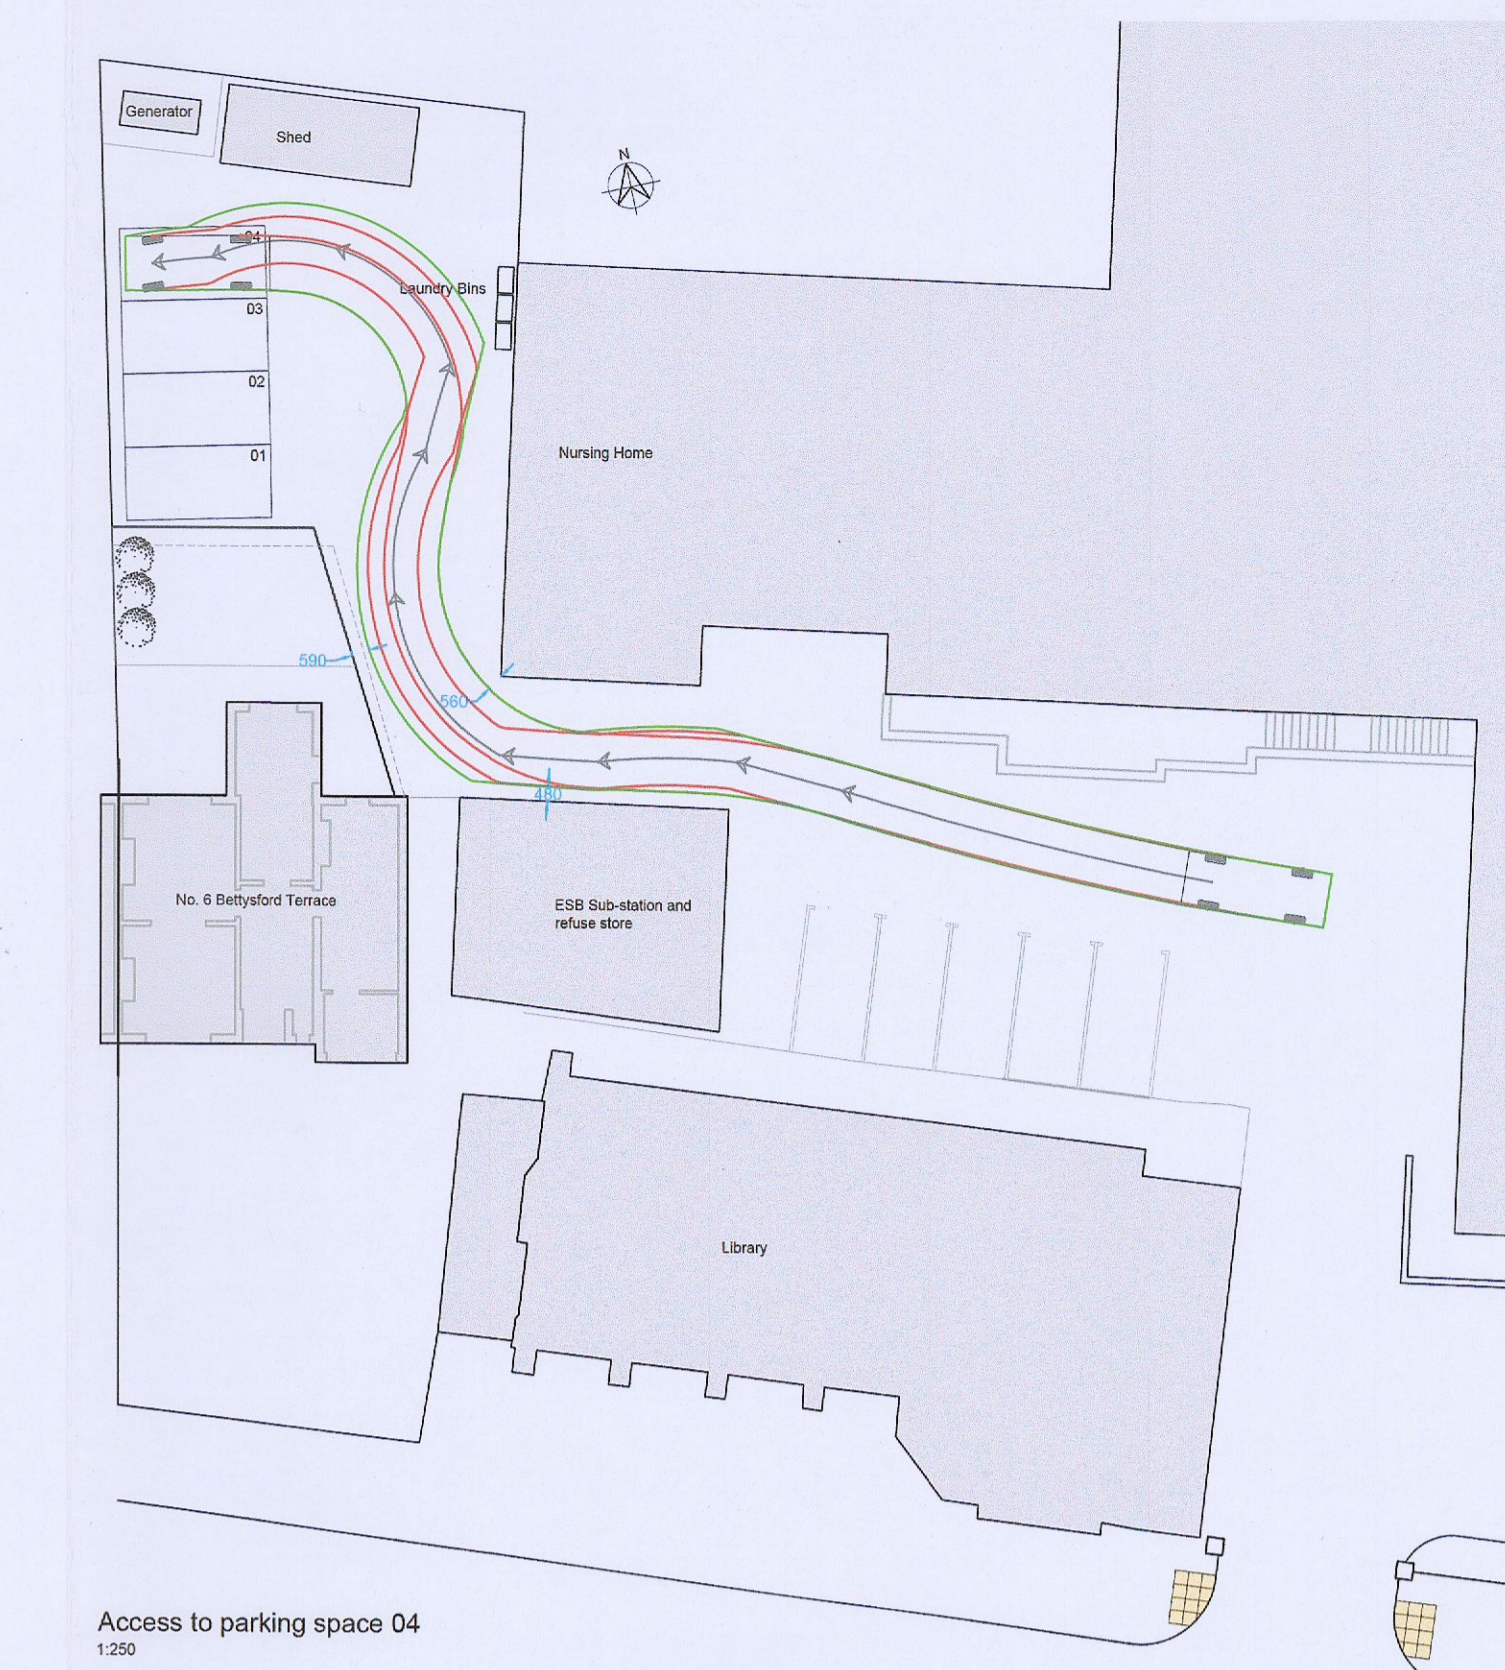 Generator
Shed
N
04
Laundry Bins
03
02
01
Nursing Home
590
560
480
No. 6 Bettysford Terrace
ESB Sub-station and
refuse store
Library
Access to parking space 04
1:250